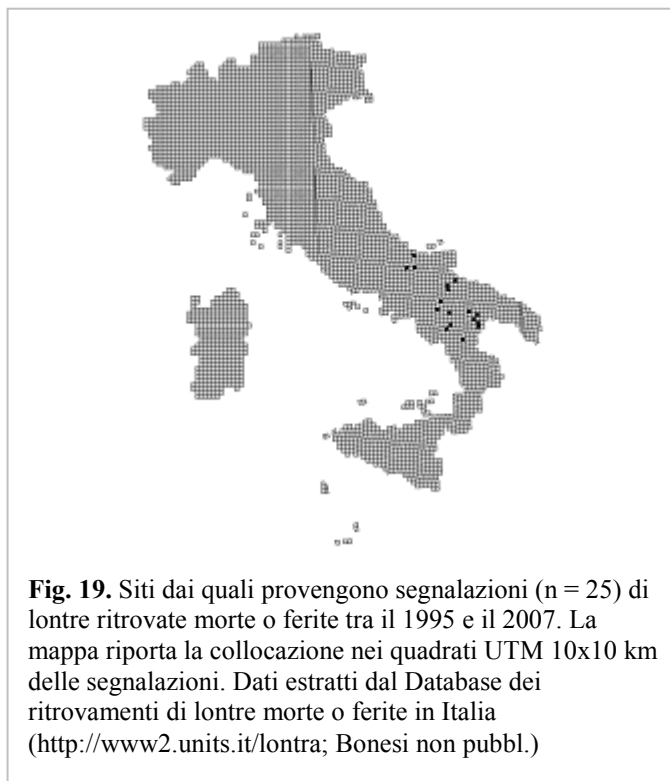 Fig. 19. Siti dai quali provengono segnalazioni (n = 25) di
lontre ritrovate morte o ferite tra il 1995 e il 2007. La
mappa riporta la collocazione nei quadrati UTM 10x10 km
delle segnalazioni. Dati estratti dal Database dei
ritrovamenti di lontre morte o ferite in Italia
(http://www2.units.it/lontra; Bonesi non pubbl.)